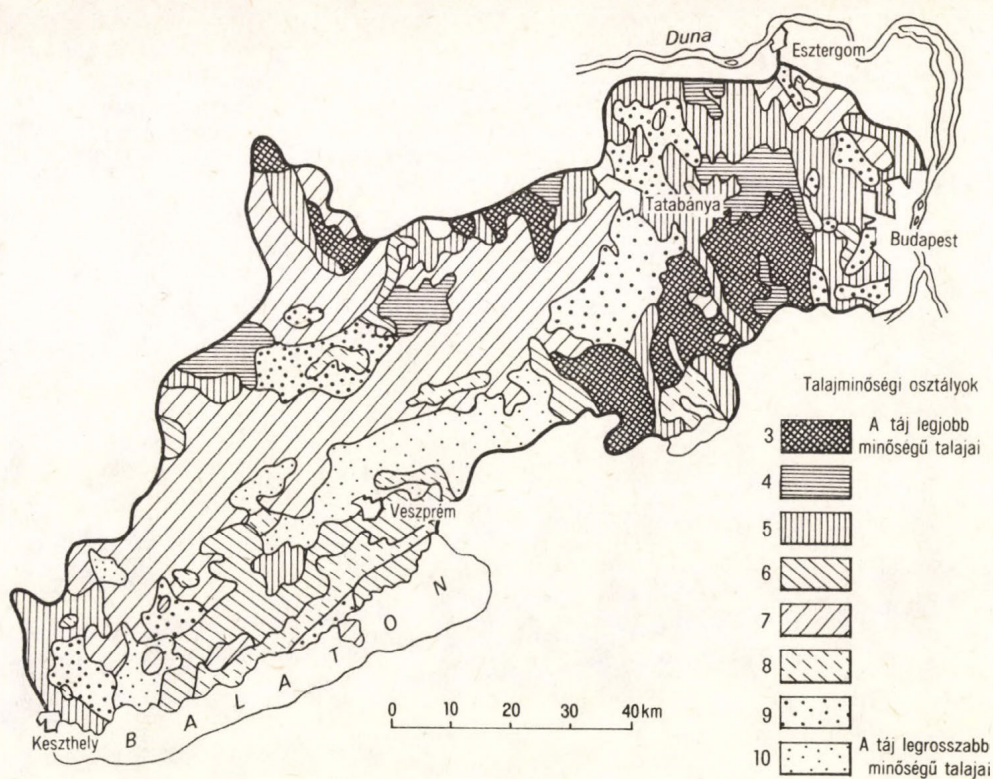 Duna
Esztergom
Tatabánya
Budapest
Talajminőségi osztályok
3 A táj legjobb
minőségű talajai
4
5
6
7
8
9
10 A táj legrosszabb
minőségű talajai
Veszprém
BALATON
Keszthely
0 10 20 30 40 km